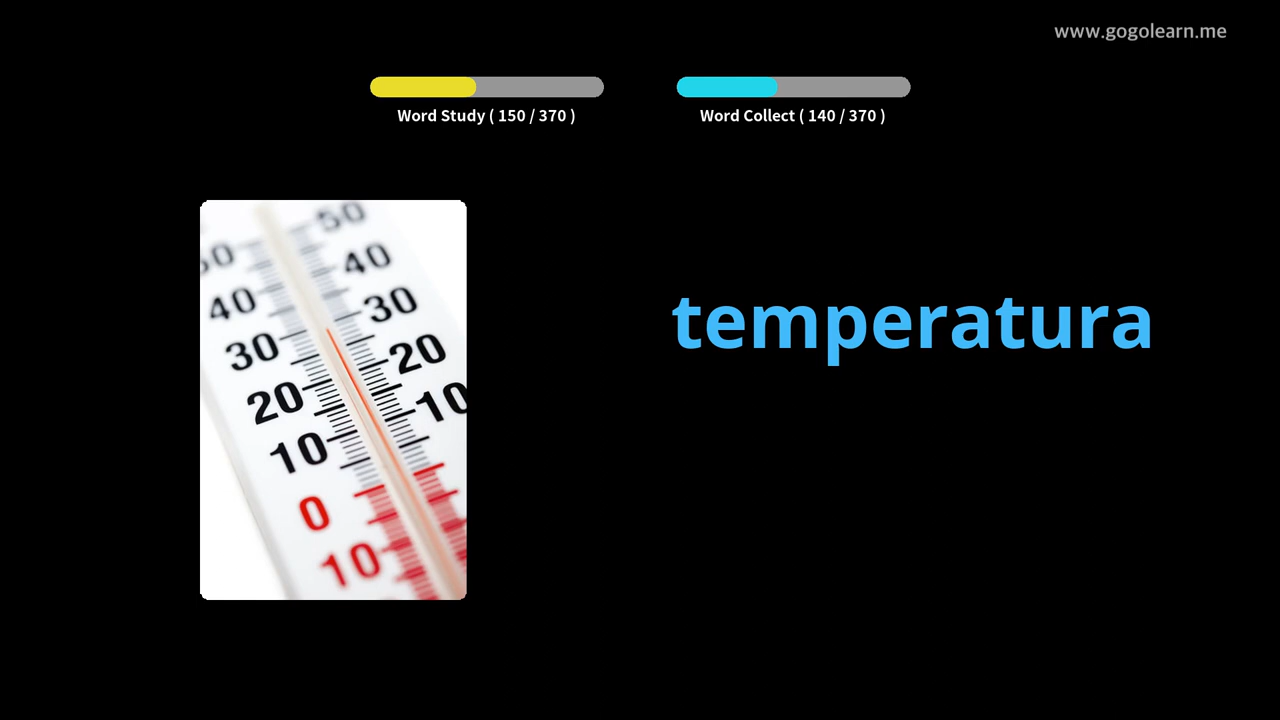 www.gogolearn.me
Word Study ( 150 / 370 )
Word Collect ( 140 / 370 )
temperatura
50
40 40
30 30
20 20
10 10
0
10